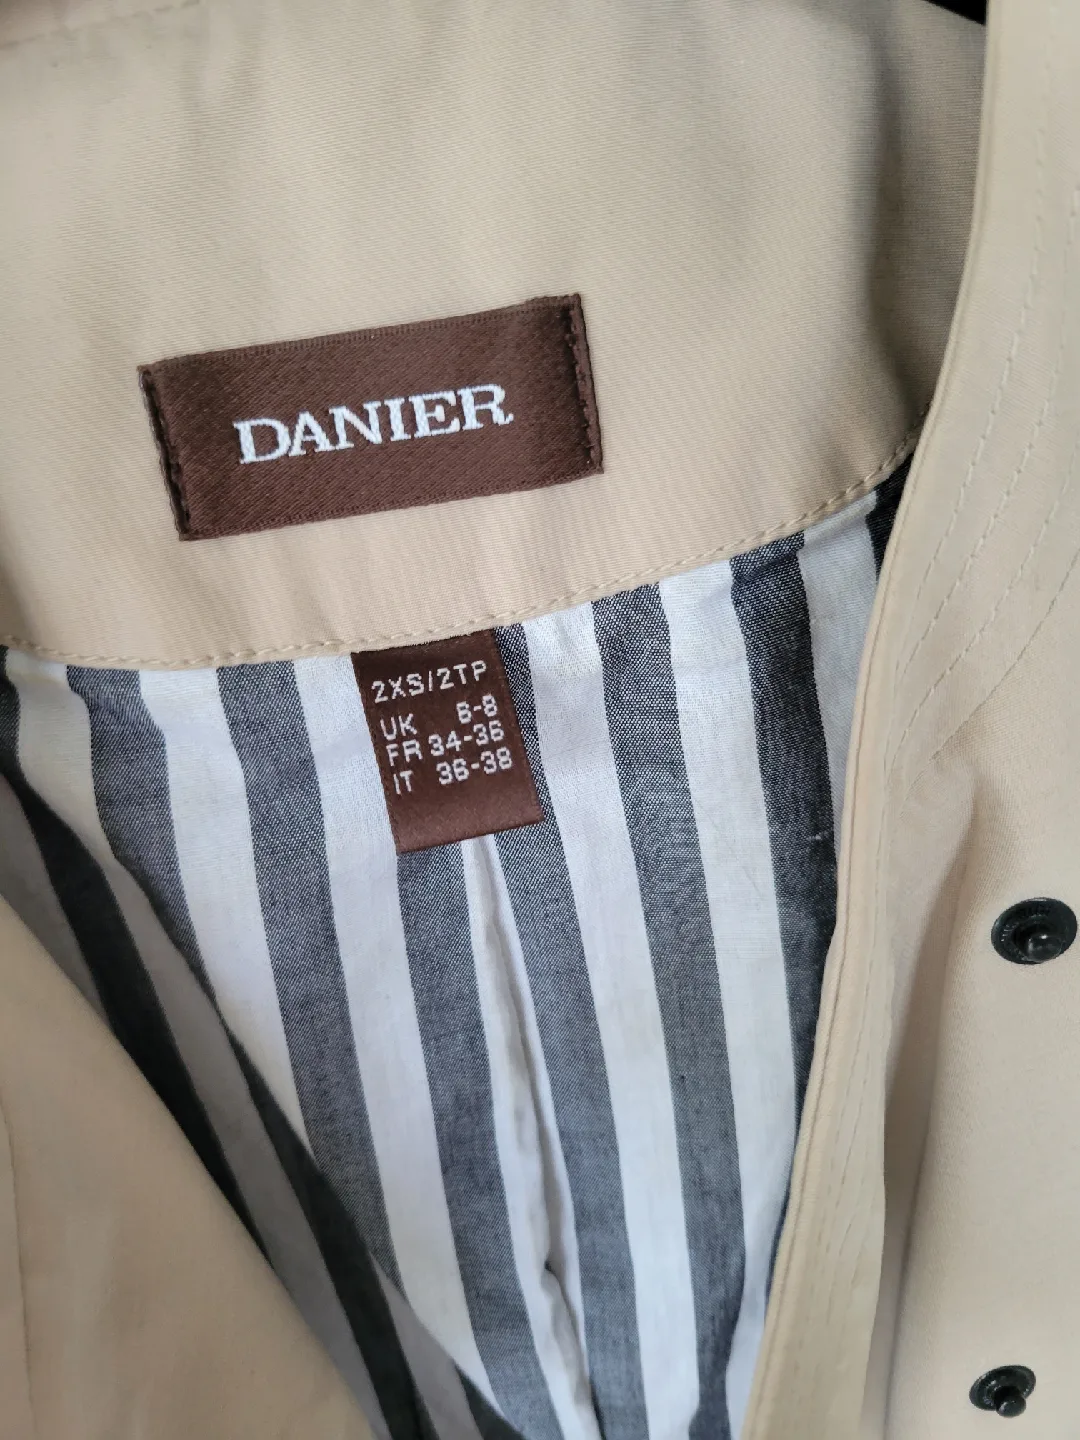 DANIER
2XS/2TP
UK 6-8
FR 34-36
IT 36-38